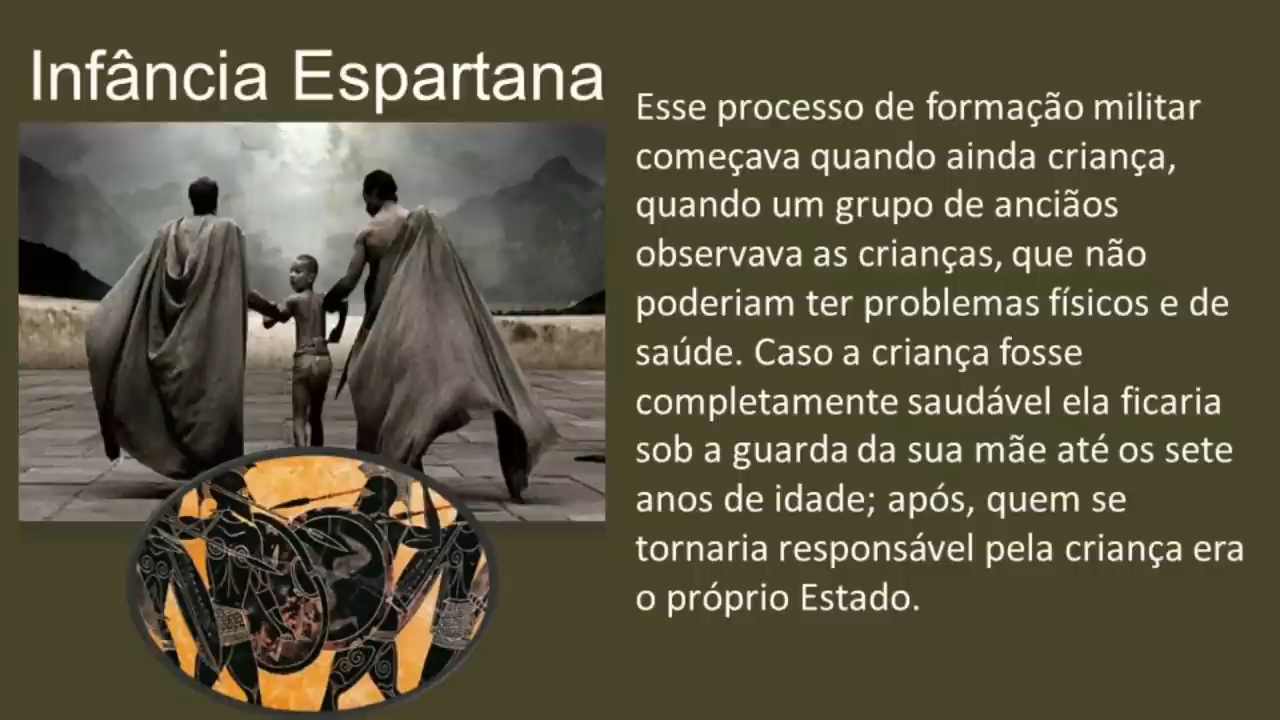 Infância Espartana
Esse processo de formação militar
começava quando ainda criança,
quando um grupo de anciãos
observava as crianças, que não
poderiam ter problemas físicos e de
saúde. Caso a criança fosse
completamente saudável ela ficaria
sob a guarda da sua mãe até os sete
anos de idade; após, quem se
tornaria responsável pela criança era
o próprio Estado.